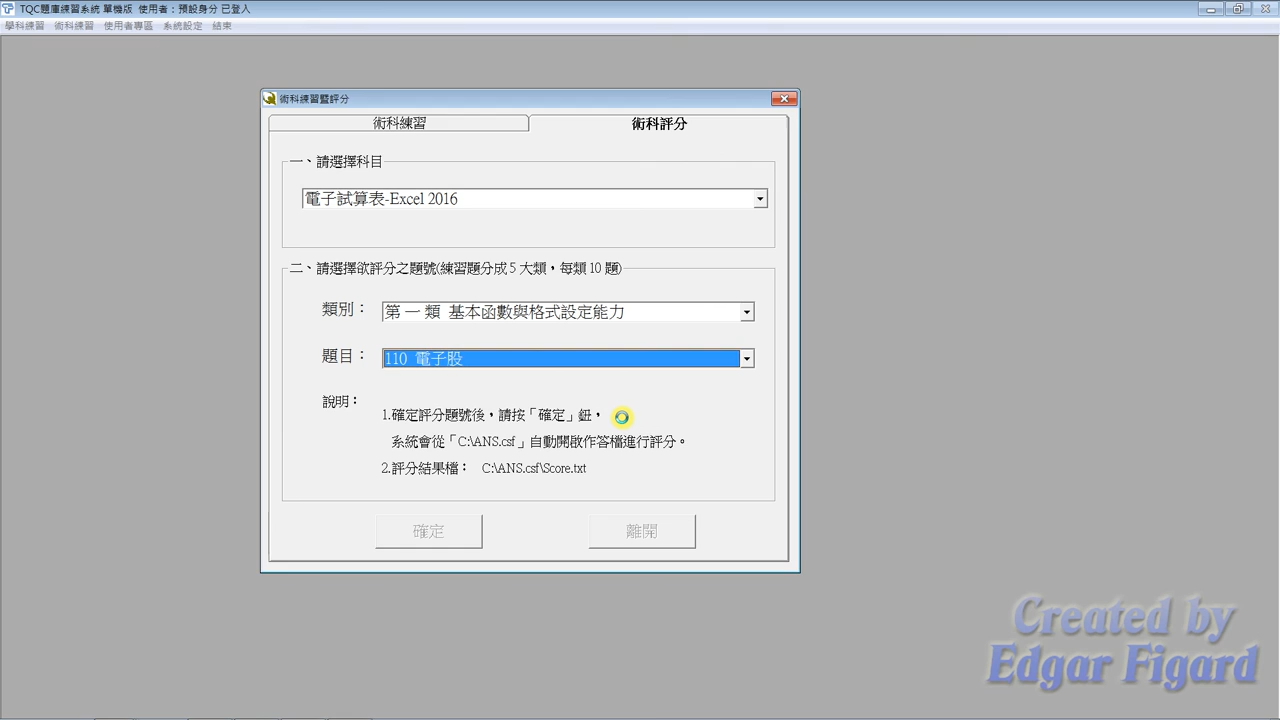 TQC題庫練習系統 單機版 使用者：預設身分 已登入
學科練習 術科練習 使用者專區 系統設定 結束
術科練習暨評分
術科練習 術科評分
一、請選擇科目
電子試算表-Excel 2016
二、請選擇欲評分之題號(練習題分成 5 大類，每類 10 題)
類別： 第 一 類 基本函數與格式設定能力
題目： 110 電子股
說明：
1.確定評分題號後，請按「確定」鈕，
系統會從「C:\ANS.csf」自動開啟作答檔進行評分。
2.評分結果檔： C:\ANS.csf\Score.txt
確定 離開
Created by
Edgar Figard